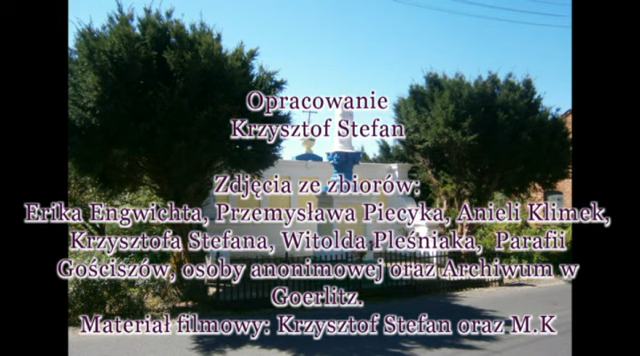 Opracowanie
Krzysztof Stefan
Zdjęcia ze zbiorów:
Erika Engwichta, Przemysława Piecyka, Anieli Klimek,
Krzysztofa Stefana, Witolda Pleśniaka, Parafii
Gościszów, osoby anonimowej oraz Archiwum w
Goerlitz.
Materiał filmowy: Krzysztof Stefan oraz M.K